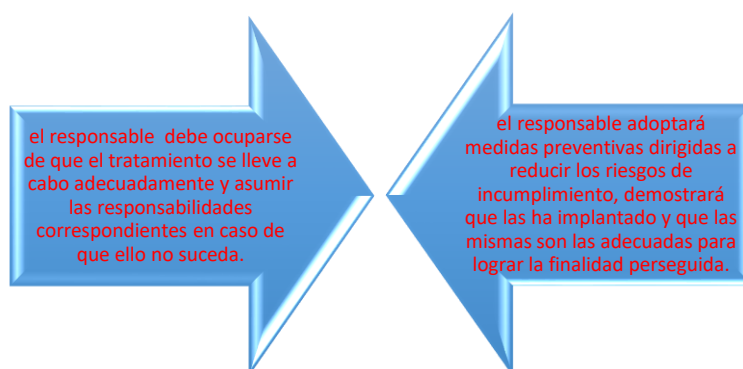 el responsable debe ocuparse
de que el tratamiento se lleve a
cabo adecuadamente y asumir
las responsabilidades
correspondientes en caso de
que ello no suceda.
el responsable adoptará
medidas preventivas dirigidas a
reducir los riesgos de
incumplimiento, demostrará
que las ha implantado y que las
mismas son las adecuadas para
lograr la finalidad perseguida.